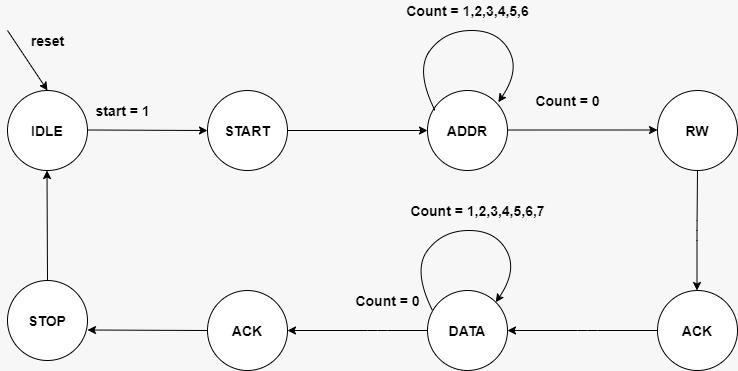 Count = 1,2,3,4,5,6
reset
start = 1
Count = 0
IDLE
START
ADDR
RW
Count = 1,2,3,4,5,6,7
Count = 0
STOP
ACK
DATA
ACK